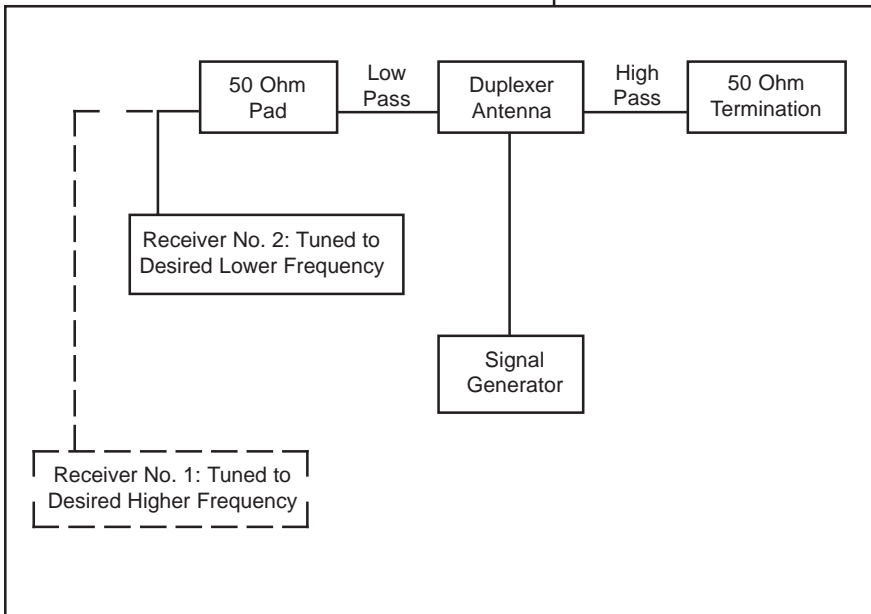 50 Ohm
Pad
Low
Pass
Duplexer
Antenna
High
Pass
50 Ohm
Termination
Receiver No. 2: Tuned to
Desired Lower Frequency
Signal
Generator
Receiver No. 1: Tuned to
Desired Higher Frequency